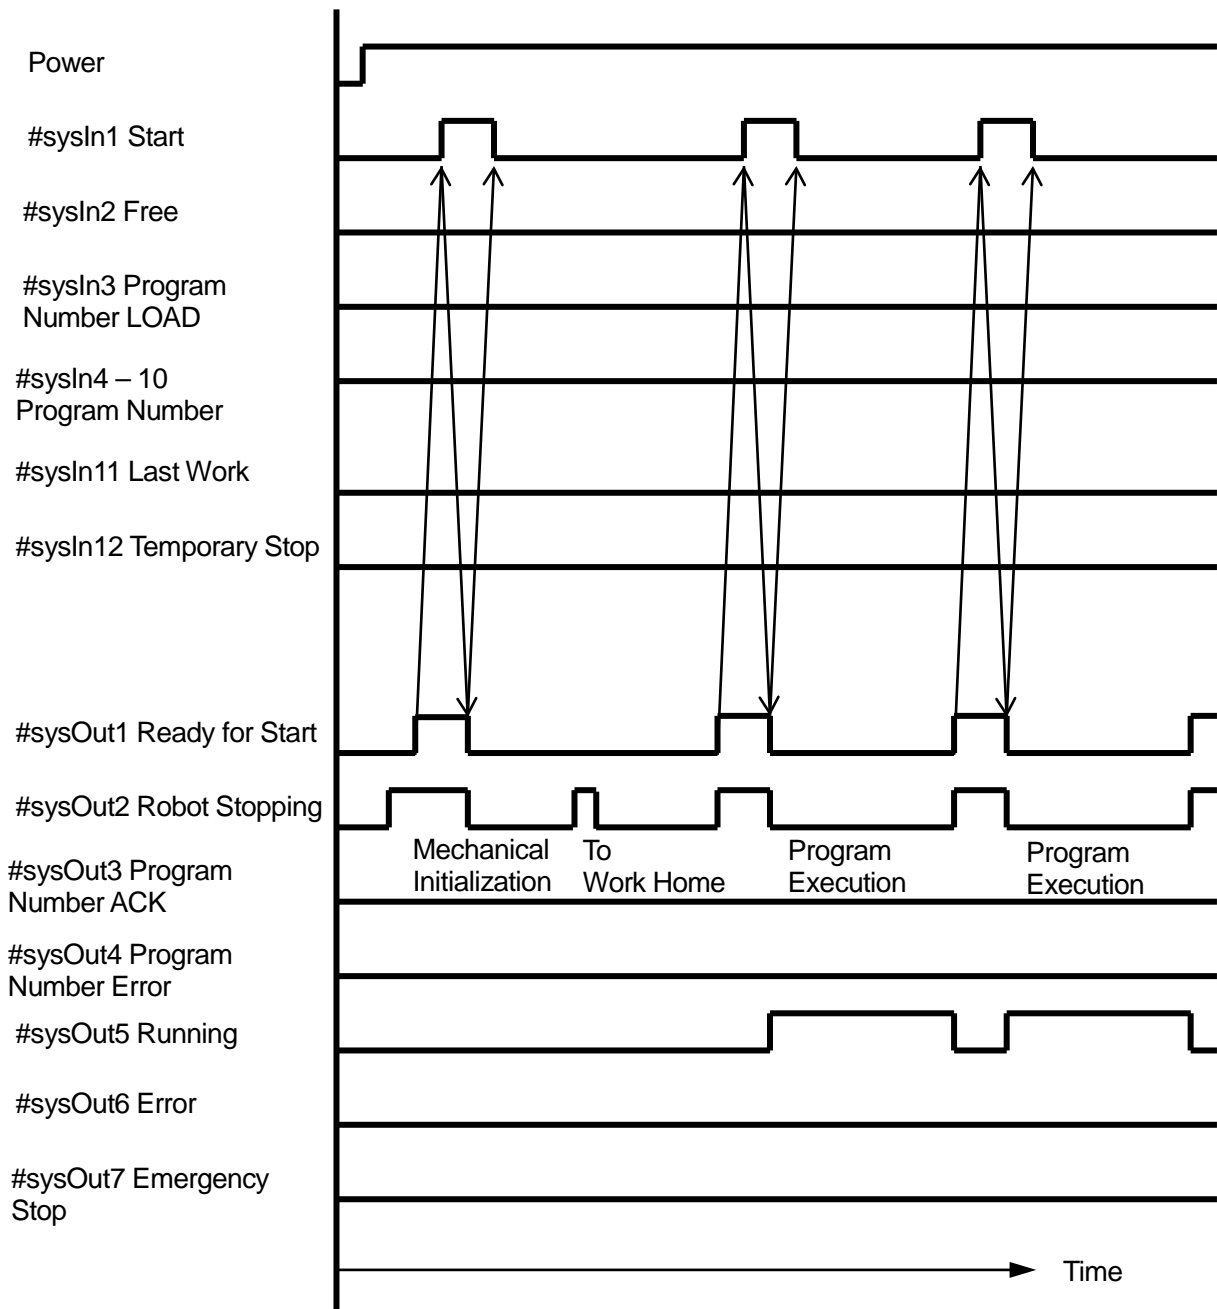 Power
#sysIn1 Start
#sysIn2 Free
#sysIn3 Program
Number LOAD
#sysIn4 – 10
Program Number
#sysIn11 Last Work
#sysIn12 Temporary Stop
#sysOut1 Ready for Start
#sysOut2 Robot Stopping
Mechanical
Initialization
To
Work Home
Program
Execution
Program
Execution
#sysOut3 Program
Number ACK
#sysOut4 Program
Number Error
#sysOut5 Running
#sysOut6 Error
#sysOut7 Emergency
Stop
Time